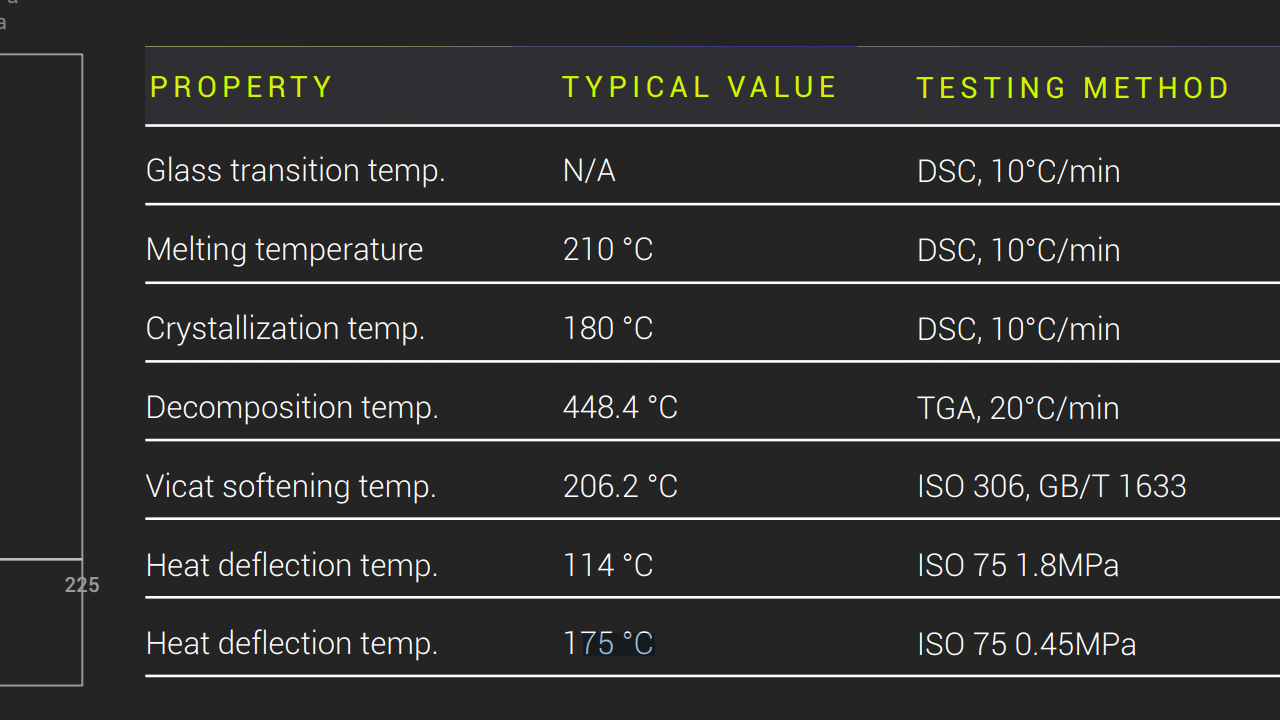 a
PROPERTY TYPICAL VALUE TESTING METHOD
Glass transition temp. N/A DSC, 10°C/min
Melting temperature 210 °C DSC, 10°C/min
Crystallization temp. 180 °C DSC, 10°C/min
Decomposition temp. 448.4 °C TGA, 20°C/min
Vicat softening temp. 206.2 °C ISO 306, GB/T 1633
Heat deflection temp. 114 °C ISO 75 1.8MPa
225
Heat deflection temp. 175 °C ISO 75 0.45MPa